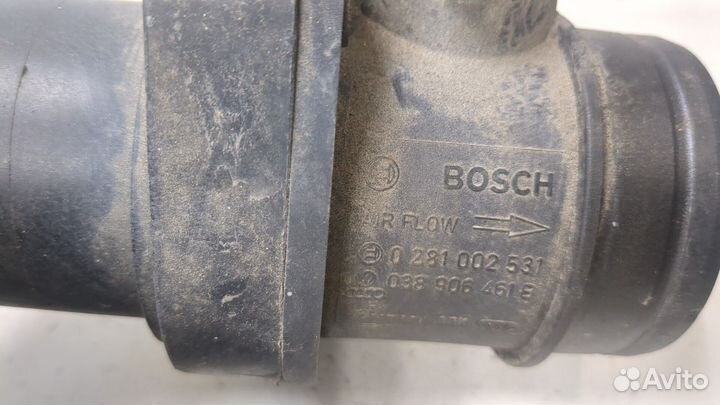 BOSCH
AIR FLOW
0 281 002 531
038 906 461 B
Avito